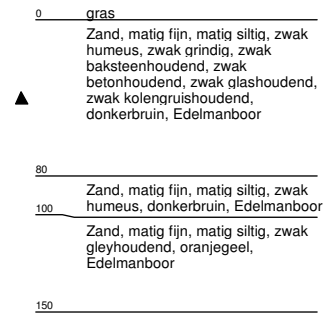 0 gras
Zand, matig fijn, matig siltig, zwak
humeus, zwak grindig, zwak
baksteenhoudend, zwak
betonhoudend, zwak glashoudend,
zwak kolengruishoudend,
donkerbruin, Edelmanboor
80
Zand, matig fijn, matig siltig, zwak
humeus, donkerbruin, Edelmanboor
100
Zand, matig fijn, matig siltig, zwak
gleyhoudend, oranjegeel,
Edelmanboor
150